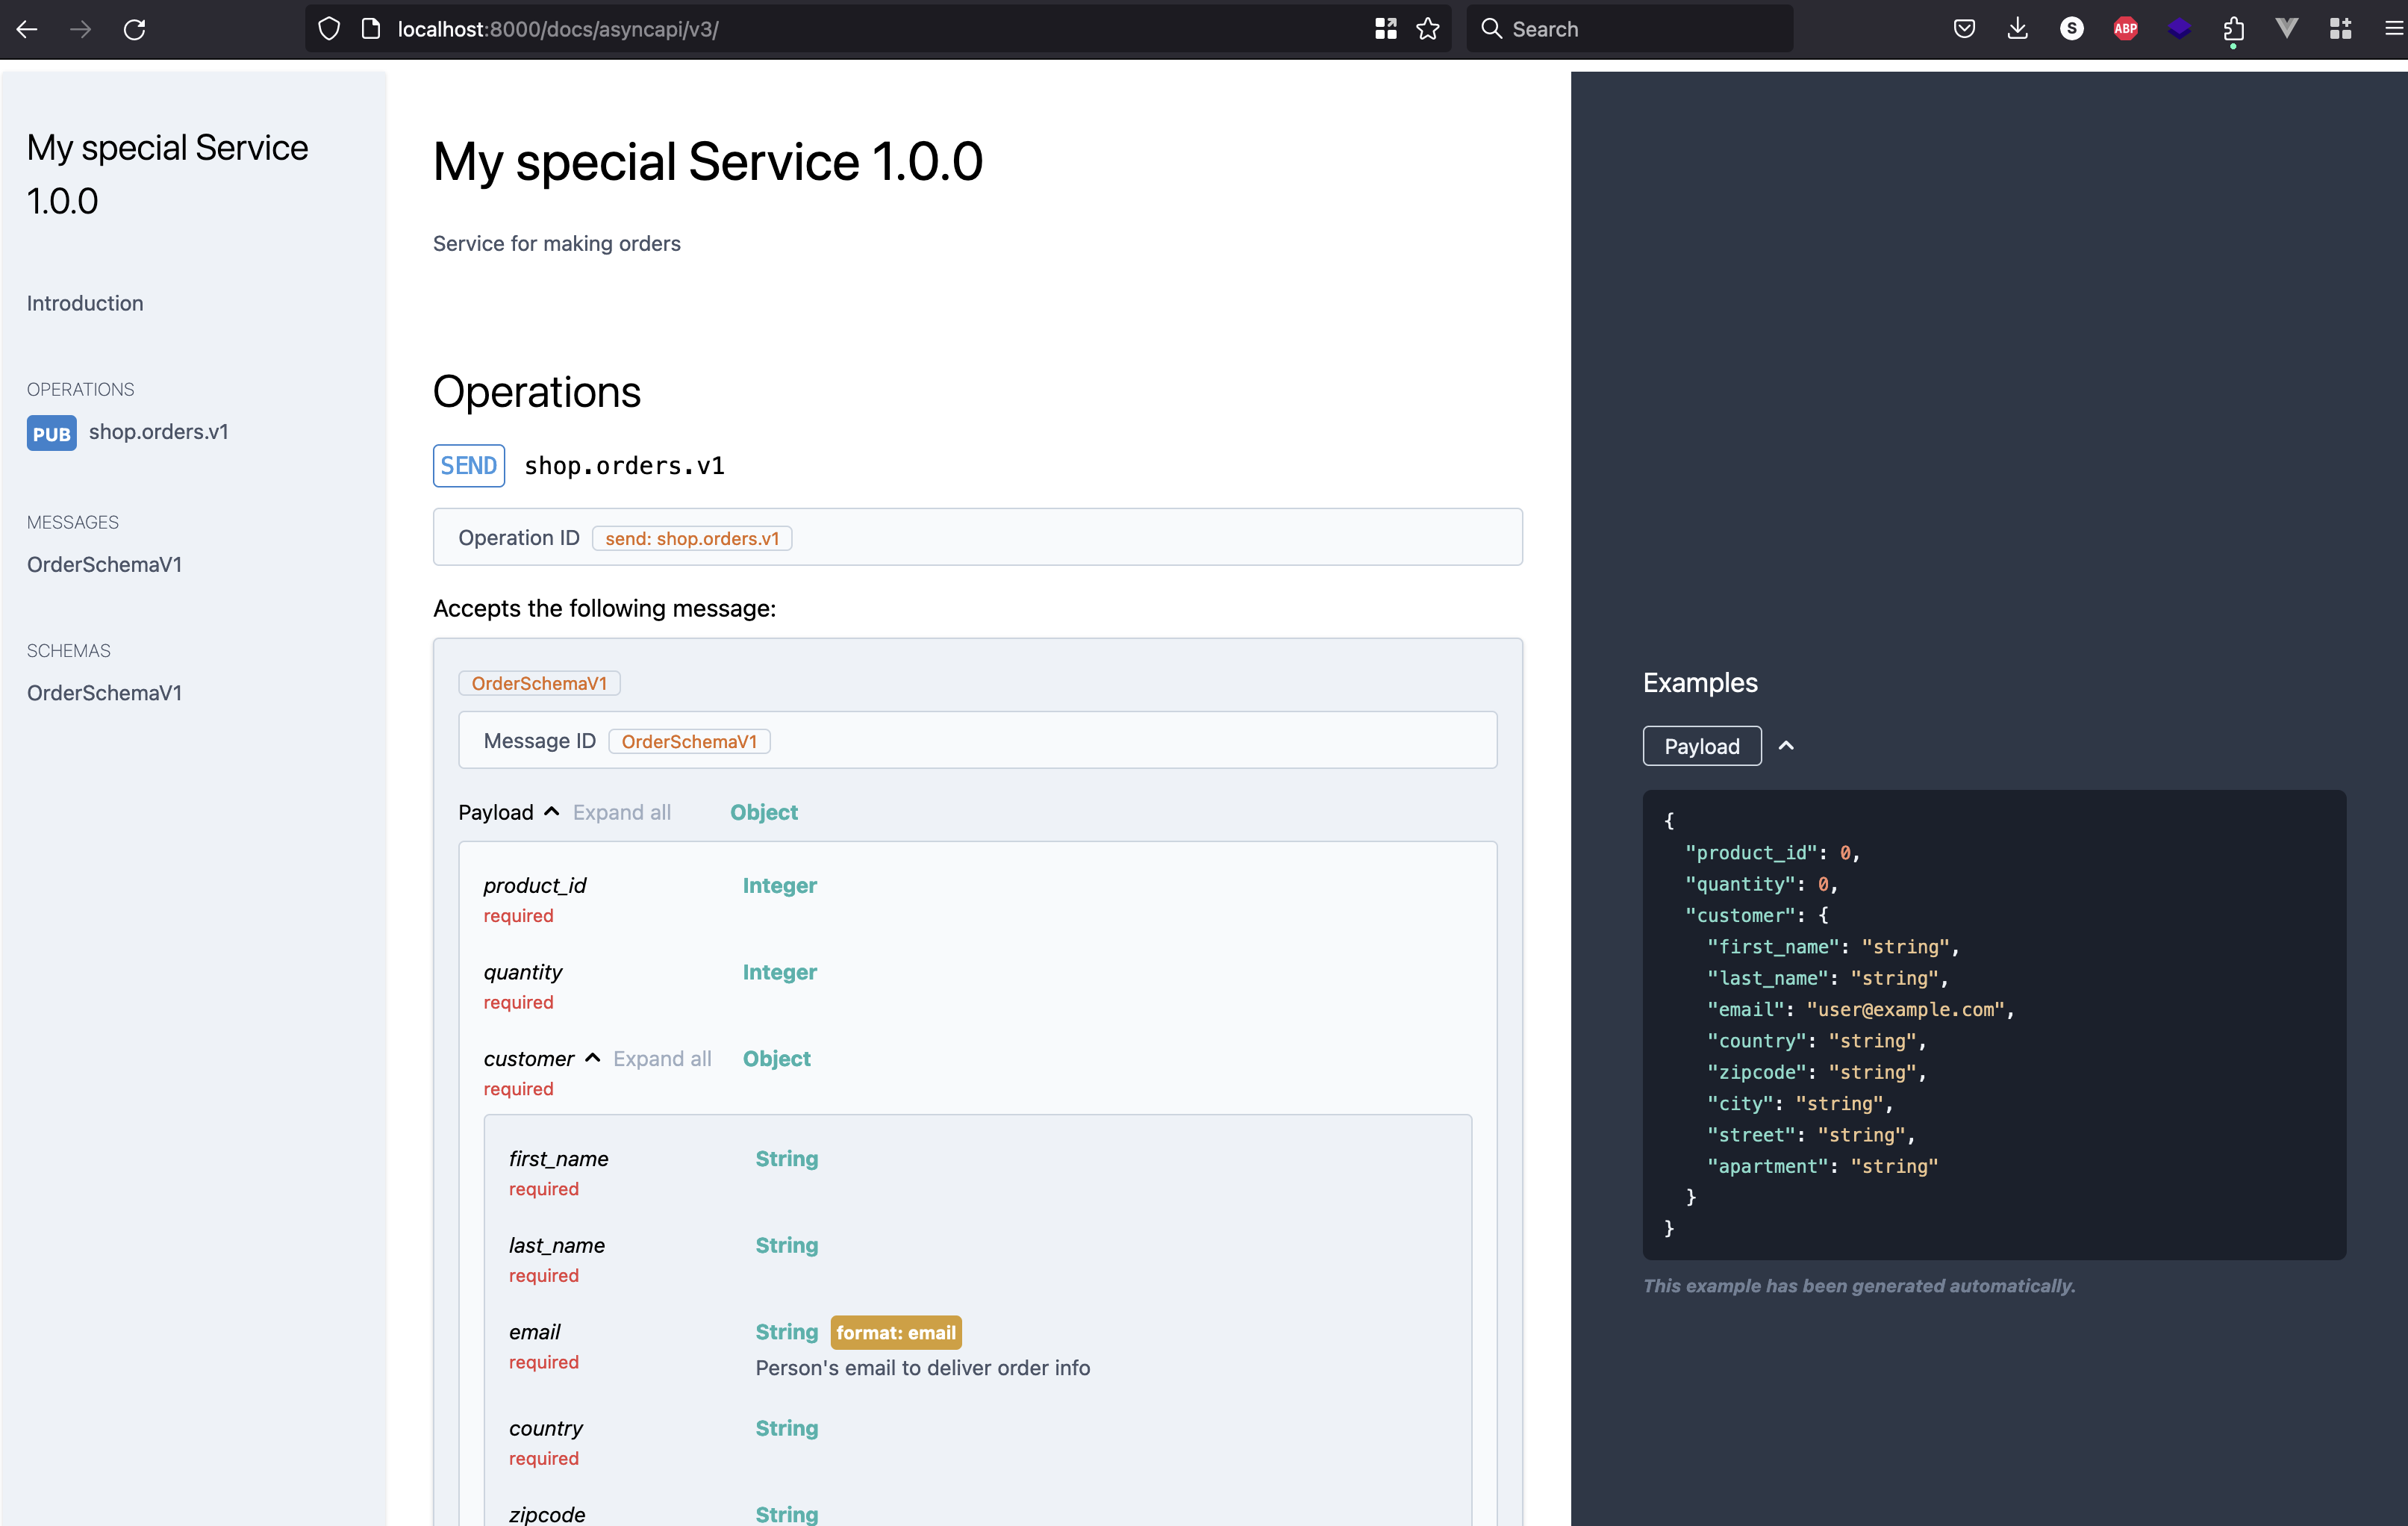 localhost:8000/docs/asyncapi/v3/
Search
S
ABP
My special Service
1.0.0
Introduction
OPERATIONS
PUB shop.orders.v1
MESSAGES
OrderSchemaV1
SCHEMAS
OrderSchemaV1
My special Service 1.0.0
Service for making orders
Operations
SEND shop.orders.v1
Operation ID send: shop.orders.v1
Accepts the following message:
OrderSchemaV1
Message ID OrderSchemaV1
Payload Expand all Object
product_id Integer
required
quantity Integer
required
customer Expand all Object
required
first_name String
required
last_name String
required
email String format: email
required
Person's email to deliver order info
country String
required
zipcode String
Examples
Payload
{
"product_id": 0,
"quantity": 0,
"customer": {
"first_name": "string",
"last_name": "string",
"email": "user@example.com",
"country": "string",
"zipcode": "string",
"city": "string",
"street": "string",
"apartment": "string"
}
}
This example has been generated automatically.